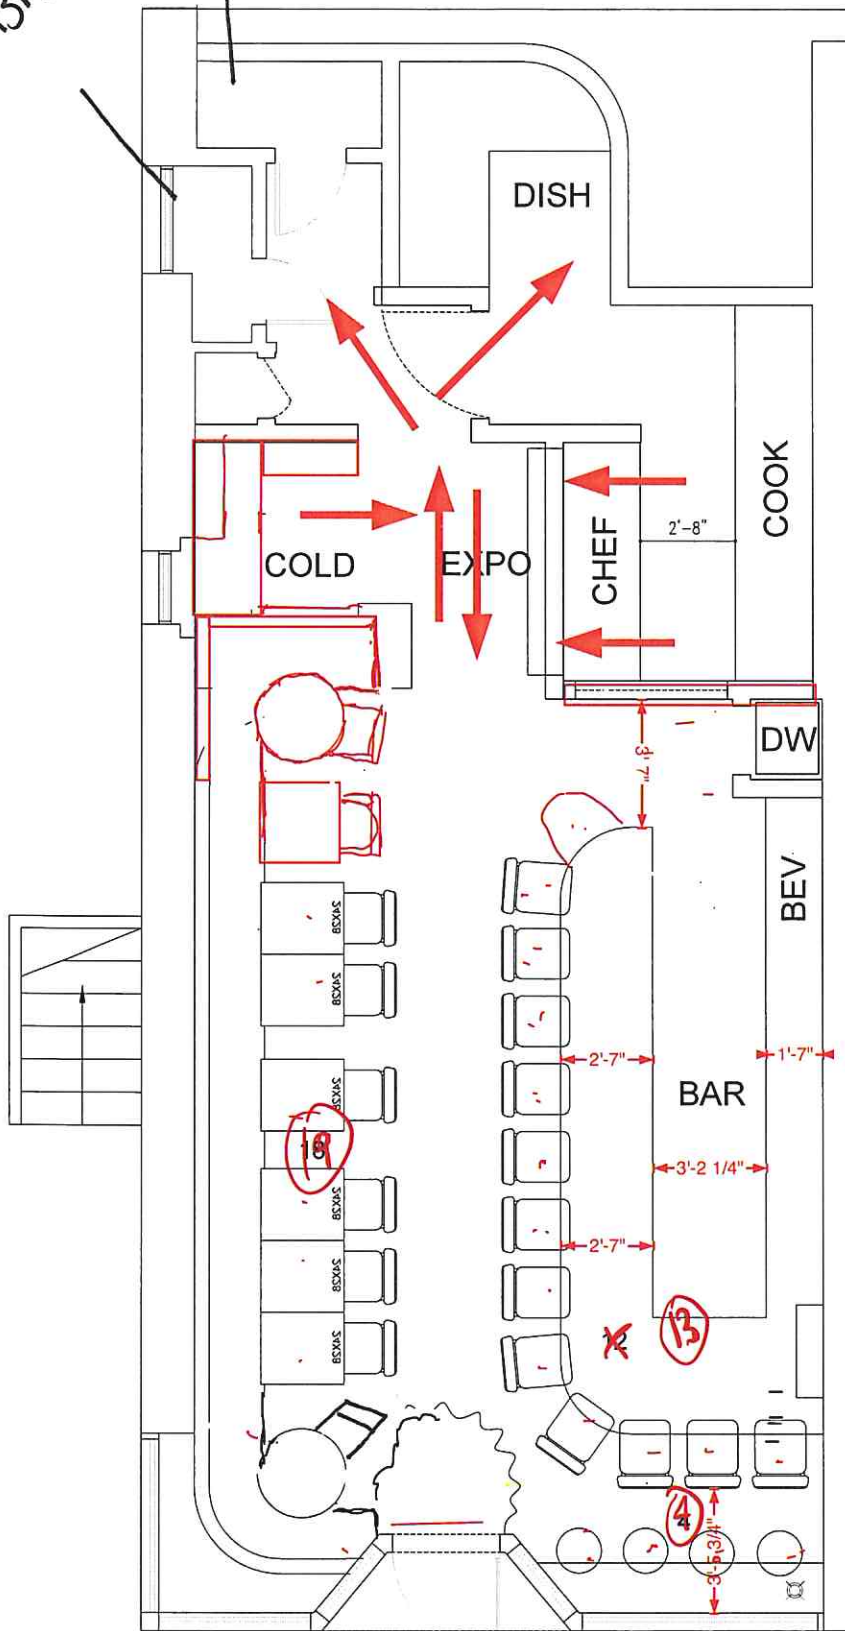 DISH
COOK
2'-8"
CHEF
COLD
EXPO
DW
3' 7"
BEV
24X28
24X28
2'-7"
1'-7"
24X28
BAR
3'-2 1/4"
24X28
2'-7"
24X28
13
12
24X28
4
3'-5 3/4"